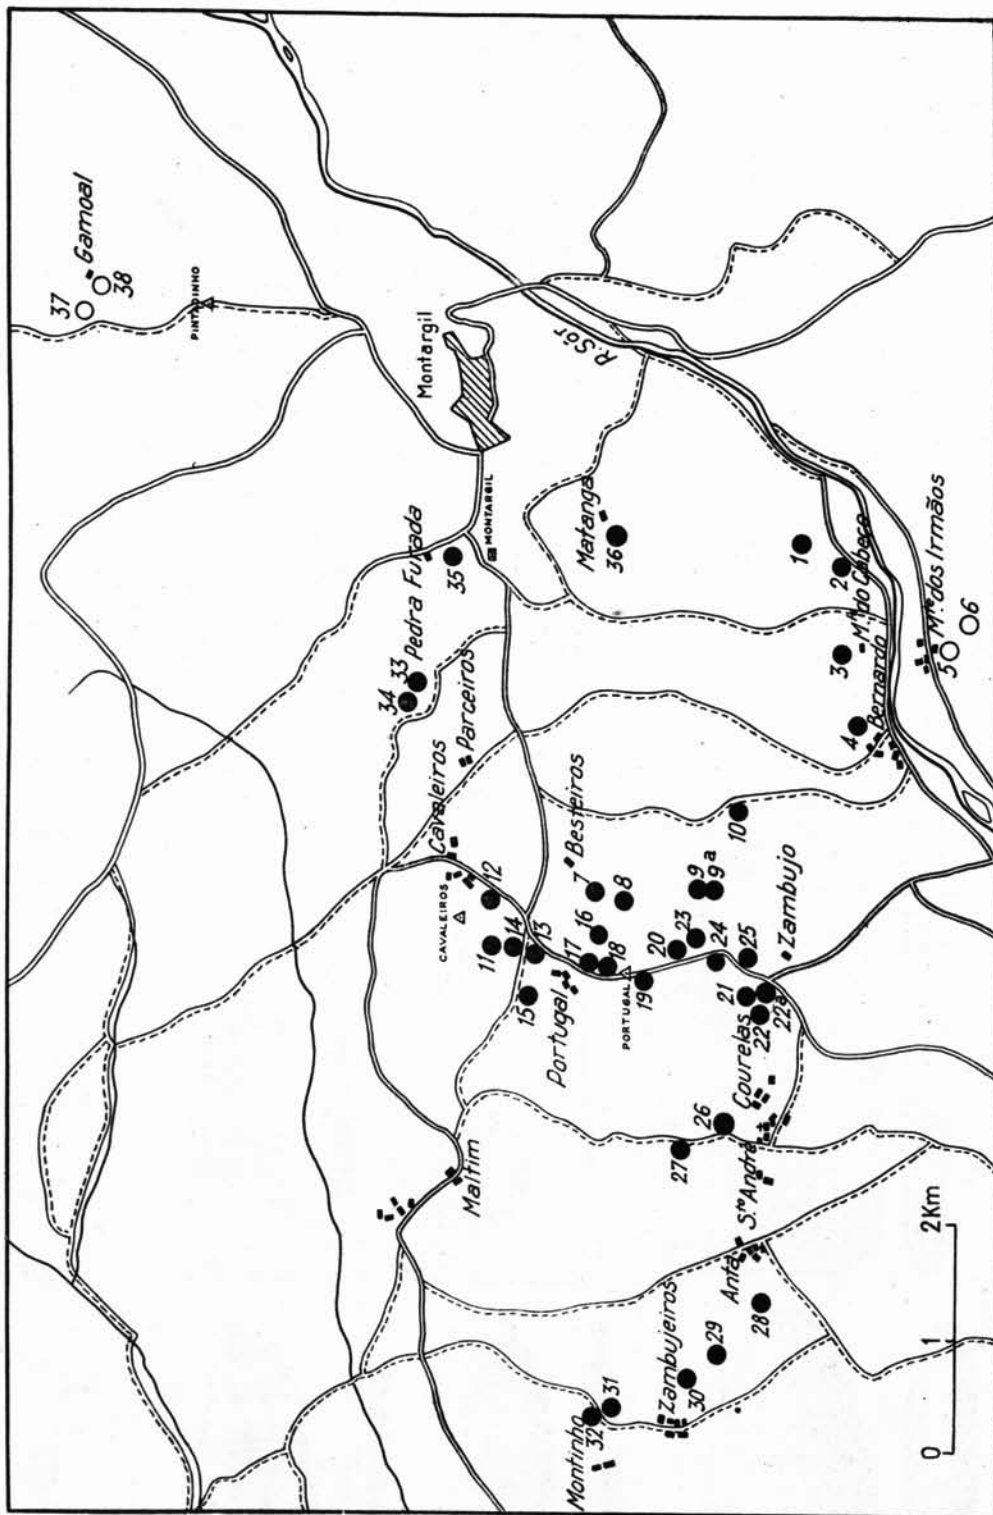 37
Gamoal
38
PINTADINHO
Montargil
R. Sôr
Pedra Furada
35
MONTARGIL
Matanga
36
1
2
Mte. do Cabeço
3
Mte. dos Irmãos
5
6
4
Bernardo
34
33
Parceiros
Cavaleiros
CAVALEIROS
12
Besteiros
7
8
9
9a
10
11
14
13
16
17
18
23
20
24
25
Zambujo
15
Portugal
PORTUGAL
19
21
22
22a
Courelas
26
27
Sto André
Maltim
Anta
28
29
Zambujeiros
30
31
32
Montinho
0
1
2Km